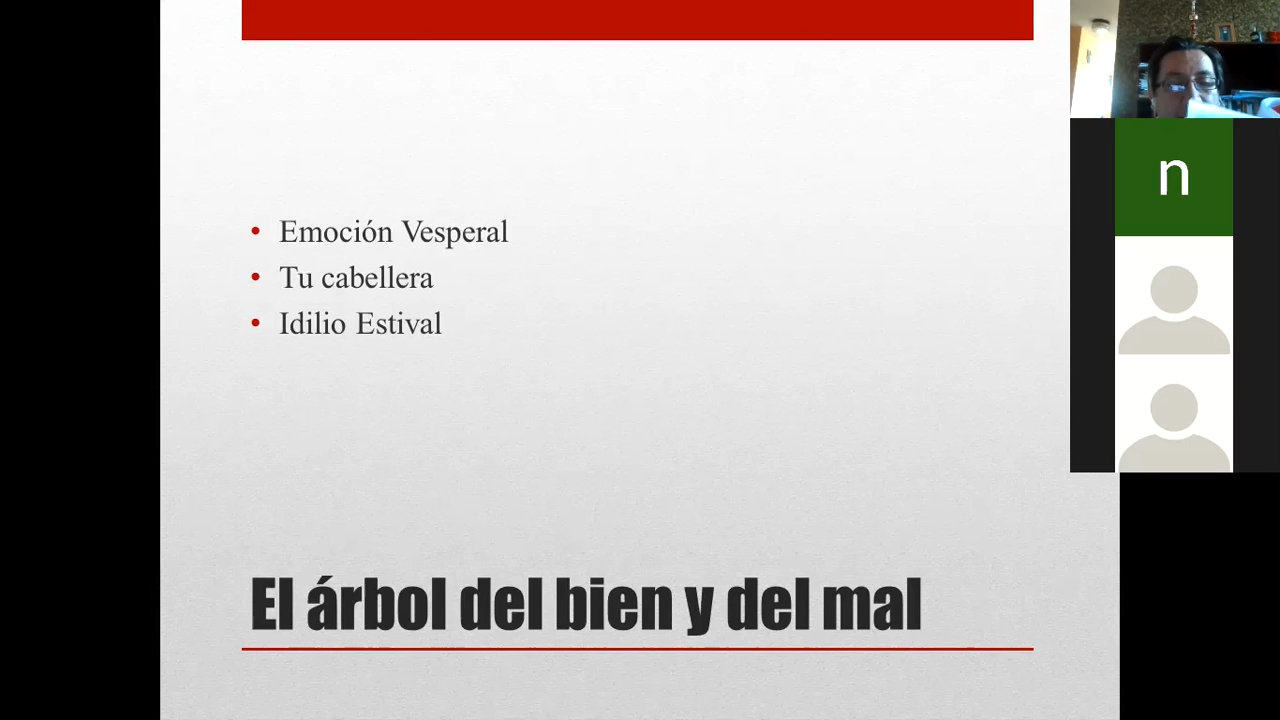 Emoción Vesperal
Tu cabellera
Idilio Estival
El árbol del bien y del mal
n